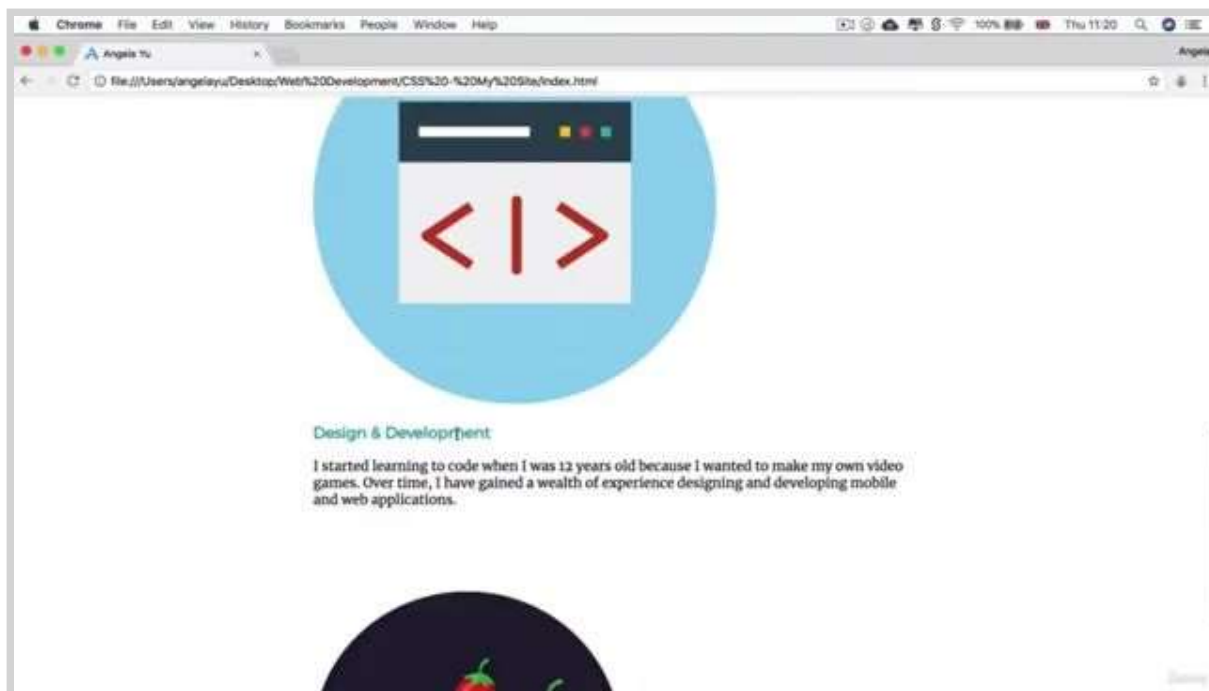 Chrome File Edit View History Bookmarks People Window Help 100% Thu 11:20
Angela Yu
Angela
file:///Users/angelayu/Desktop/Web%20Development/CSS%20-%20My%20Site/index.html
< | >
Design & Development
I started learning to code when I was 12 years old because I wanted to make my own video
games. Over time, I have gained a wealth of experience designing and developing mobile
and web applications.